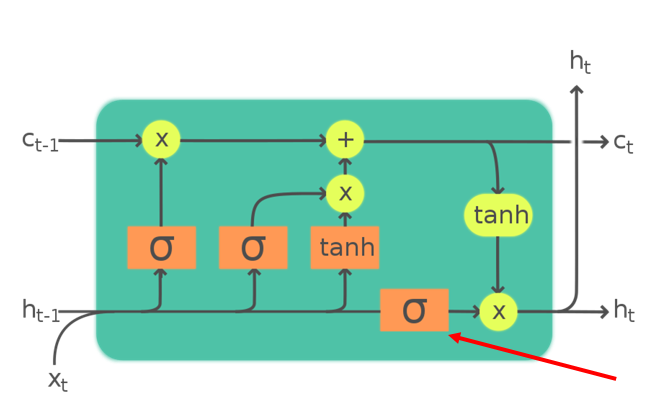 h_t
c_t-1 x + c_t
x
tanh
σ σ tanh
h_t-1 σ x h_t
x_t